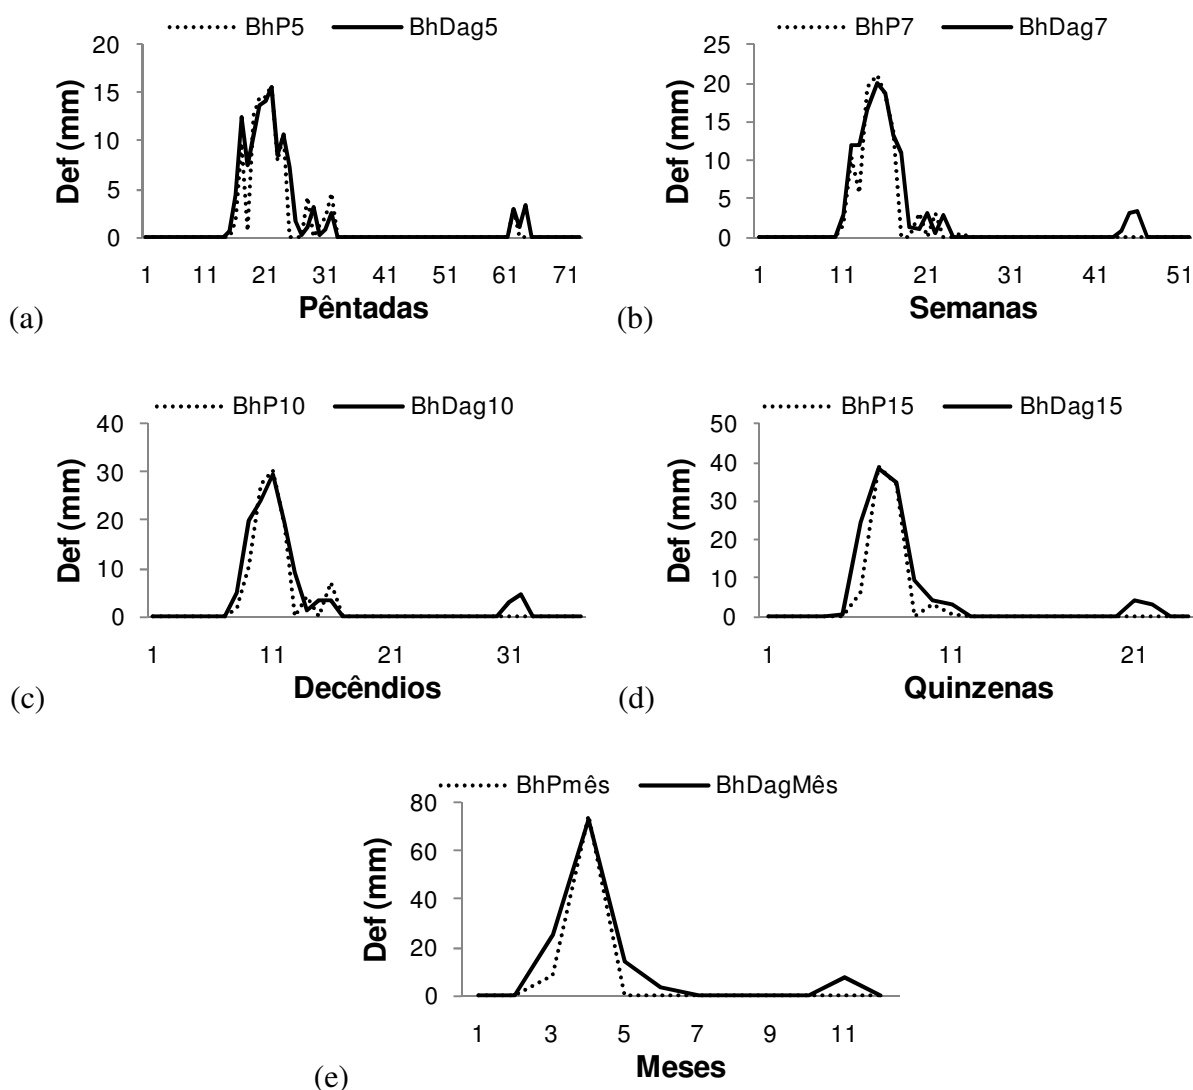 BhP5 BhDag5
20
15
10
5
0
Def (mm)
1 11 21 31 41 51 61 71
Pêntadas
(a)
BhP7 BhDag7
25
20
15
10
5
0
Def (mm)
1 11 21 31 41 51
Semanas
(b)
BhP10 BhDag10
40
30
20
10
0
Def (mm)
1 11 21 31
Decêndios
(c)
BhP15 BhDag15
50
40
30
20
10
0
Def (mm)
1 11 21
Quinzenas
(d)
BhPmês BhDagMês
80
60
40
20
0
Def (mm)
1 3 5 7 9 11
Meses
(e)